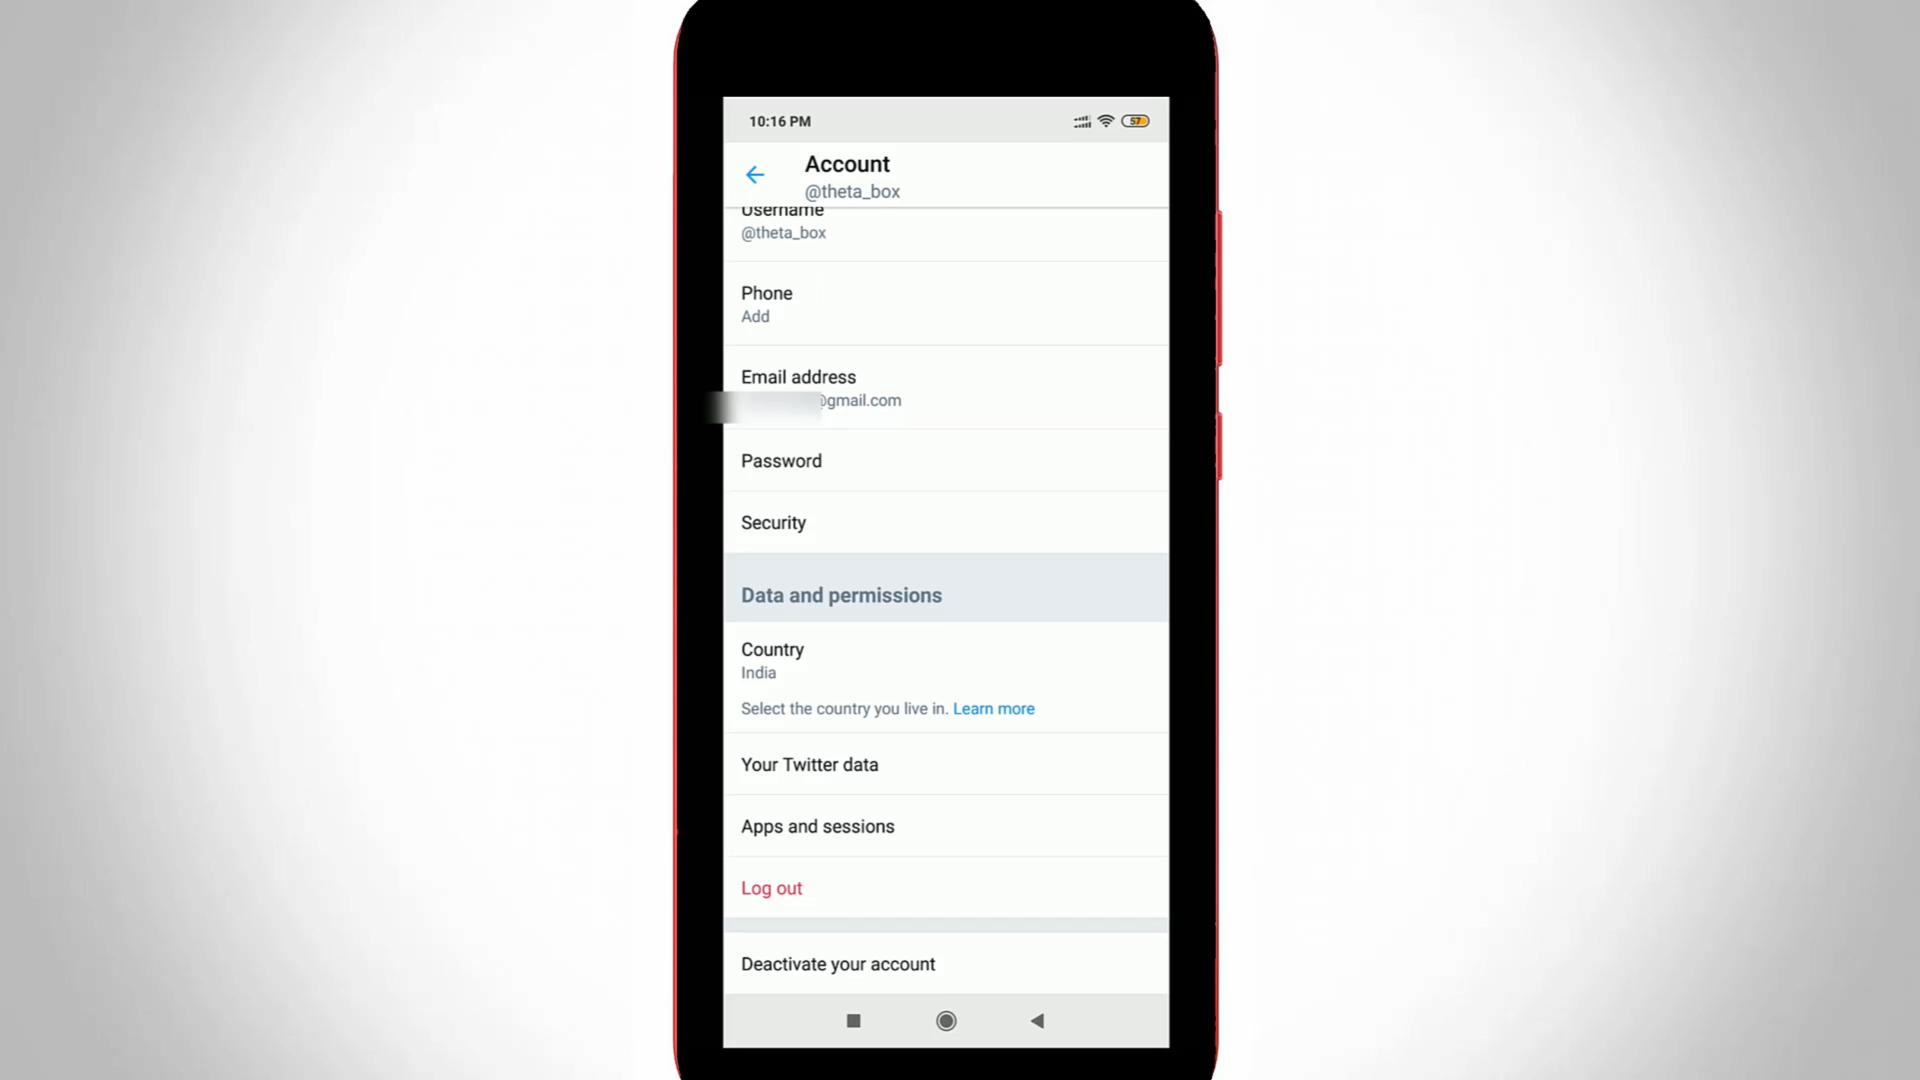 10:16 PM
57
Account
@theta_box
Username
@theta_box
Phone
Add
Email address
@gmail.com
Password
Security
Data and permissions
Country
India
Select the country you live in. Learn more
Your Twitter data
Apps and sessions
Log out
Deactivate your account